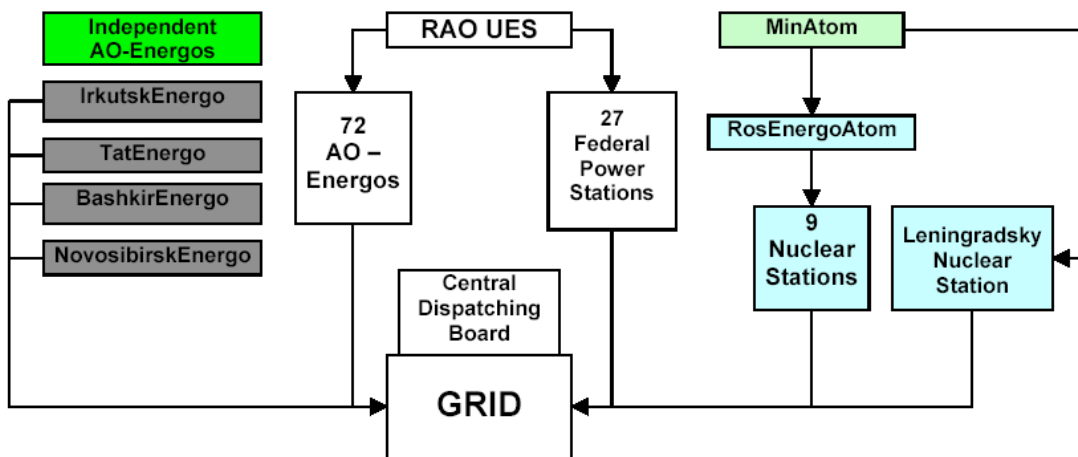 Independent
AO-Energos
IrkutskEnergo
TatEnergo
BashkirEnergo
NovosibirskEnergo
RAO UES
72
AO –
Energos
27
Federal
Power
Stations
Central
Dispatching
Board
GRID
MinAtom
RosEnergoAtom
9
Nuclear
Stations
Leningradsky
Nuclear
Station